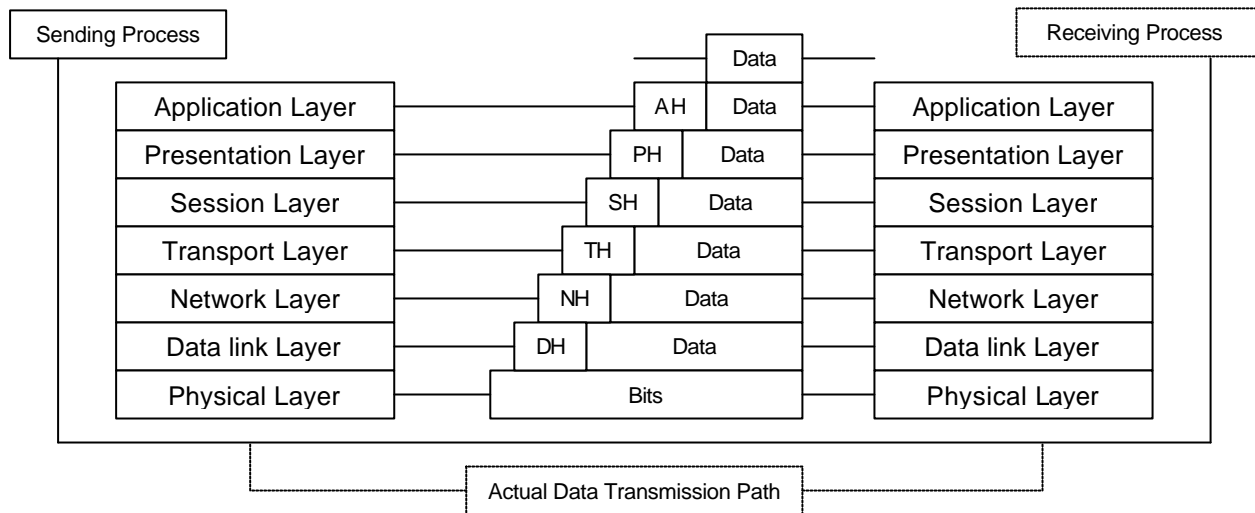 Sending Process
Receiving Process
Data
Application Layer
AH
Data
Application Layer
Presentation Layer
PH
Data
Presentation Layer
Session Layer
SH
Data
Session Layer
Transport Layer
TH
Data
Transport Layer
Network Layer
NH
Data
Network Layer
Data link Layer
DH
Data
Data link Layer
Physical Layer
Bits
Physical Layer
Actual Data Transmission Path